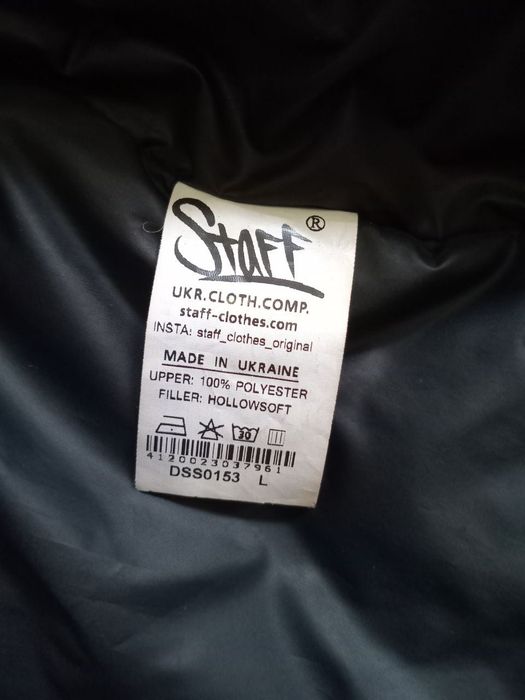 Staff®
UKR.CLOTH.COMP.
staff-clothes.com
INSTA: staff_clothes_original
MADE IN UKRAINE
UPPER: 100% POLYESTER
FILLER: HOLLOWSOFT
30
4120023037961
DSS0153 L